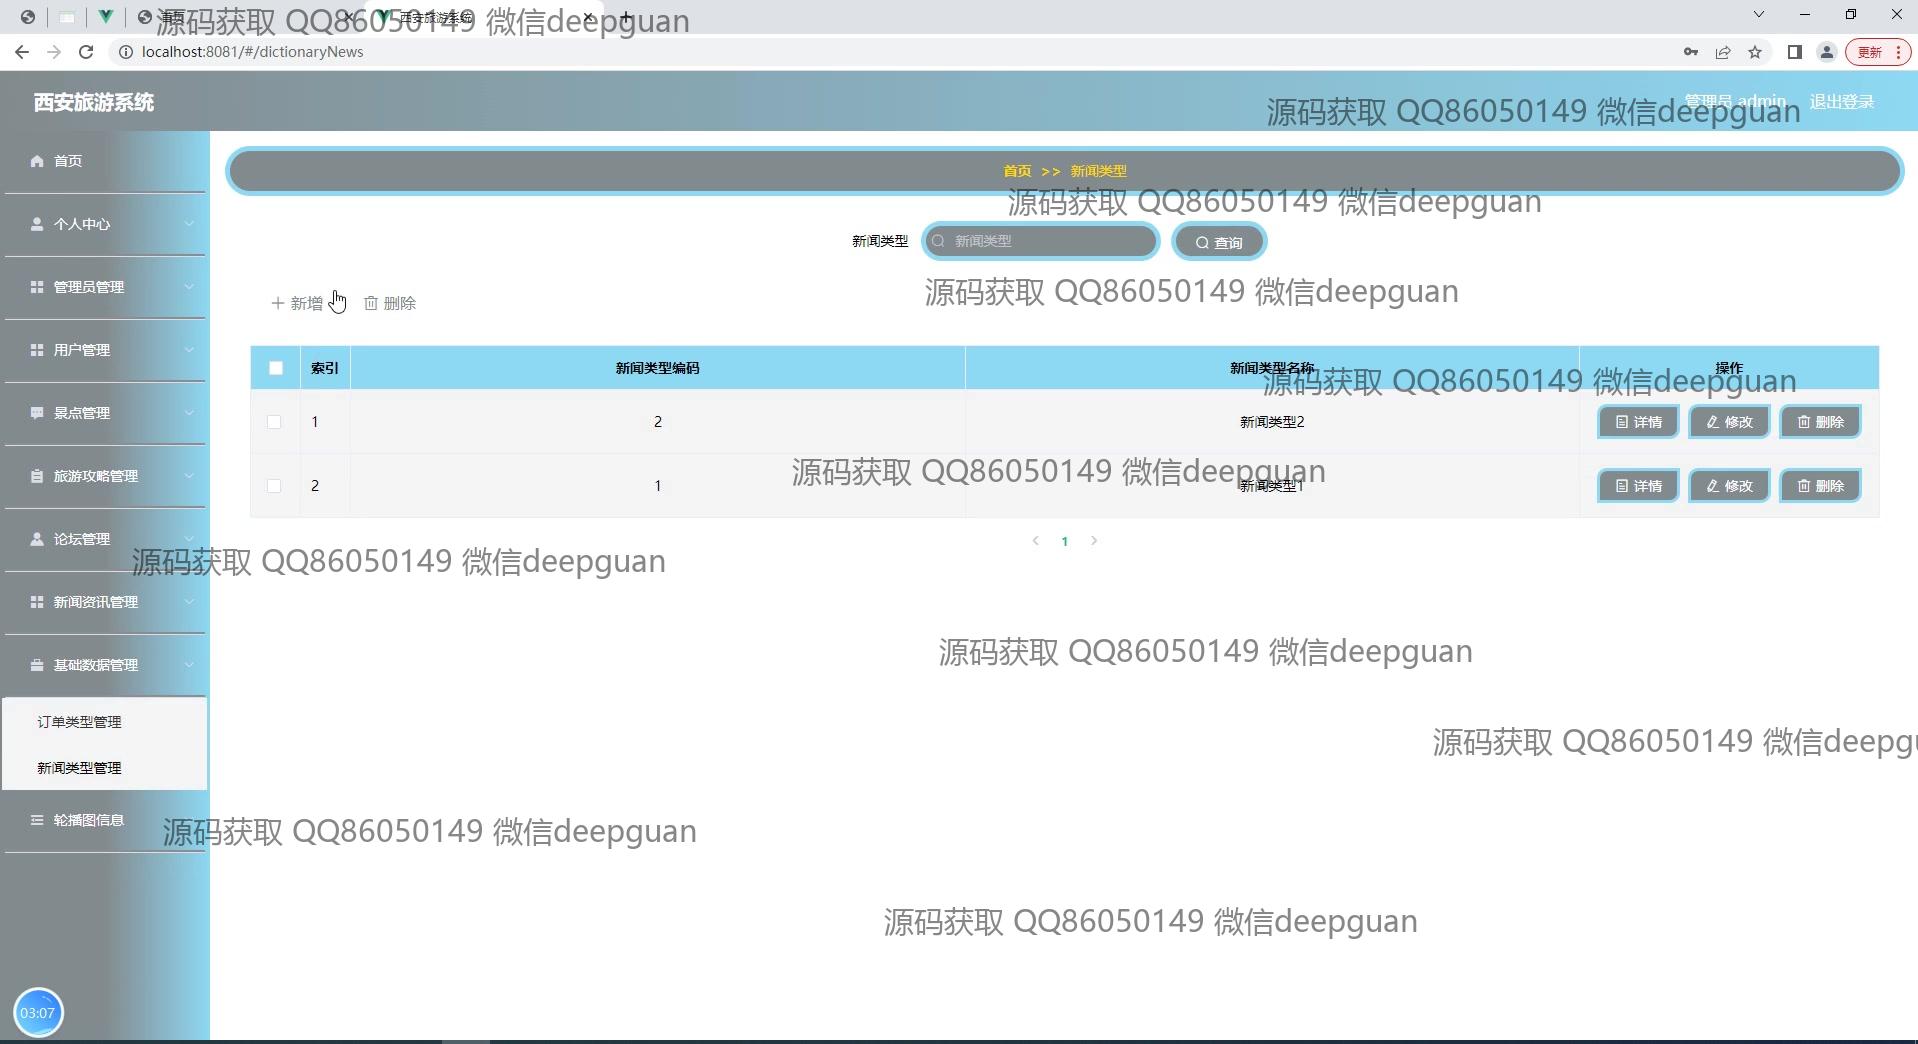 首页
西安旅游系统
源码获取 QQ86050149 微信deepguan
localhost:8081/#/dictionaryNews
更新
西安旅游系统
管理员 admin
退出登录
源码获取 QQ86050149 微信deepguan
首页
个人中心
管理员管理
用户管理
景点管理
旅游攻略管理
论坛管理
新闻资讯管理
基础数据管理
订单类型管理
新闻类型管理
轮播图信息
03:07
首页 >> 新闻类型
源码获取 QQ86050149 微信deepguan
新闻类型
新闻类型
查询
源码获取 QQ86050149 微信deepguan
新增
删除
索引 新闻类型编码 新闻类型名称 操作
源码获取 QQ86050149 微信deepguan
1 2 新闻类型2 详情 修改 删除
源码获取 QQ86050149 微信deepguan
2 1 新闻类型1 详情 修改 删除
1
源码获取 QQ86050149 微信deepguan
源码获取 QQ86050149 微信deepguan
源码获取 QQ86050149 微信deepgu
源码获取 QQ86050149 微信deepguan
源码获取 QQ86050149 微信deepguan